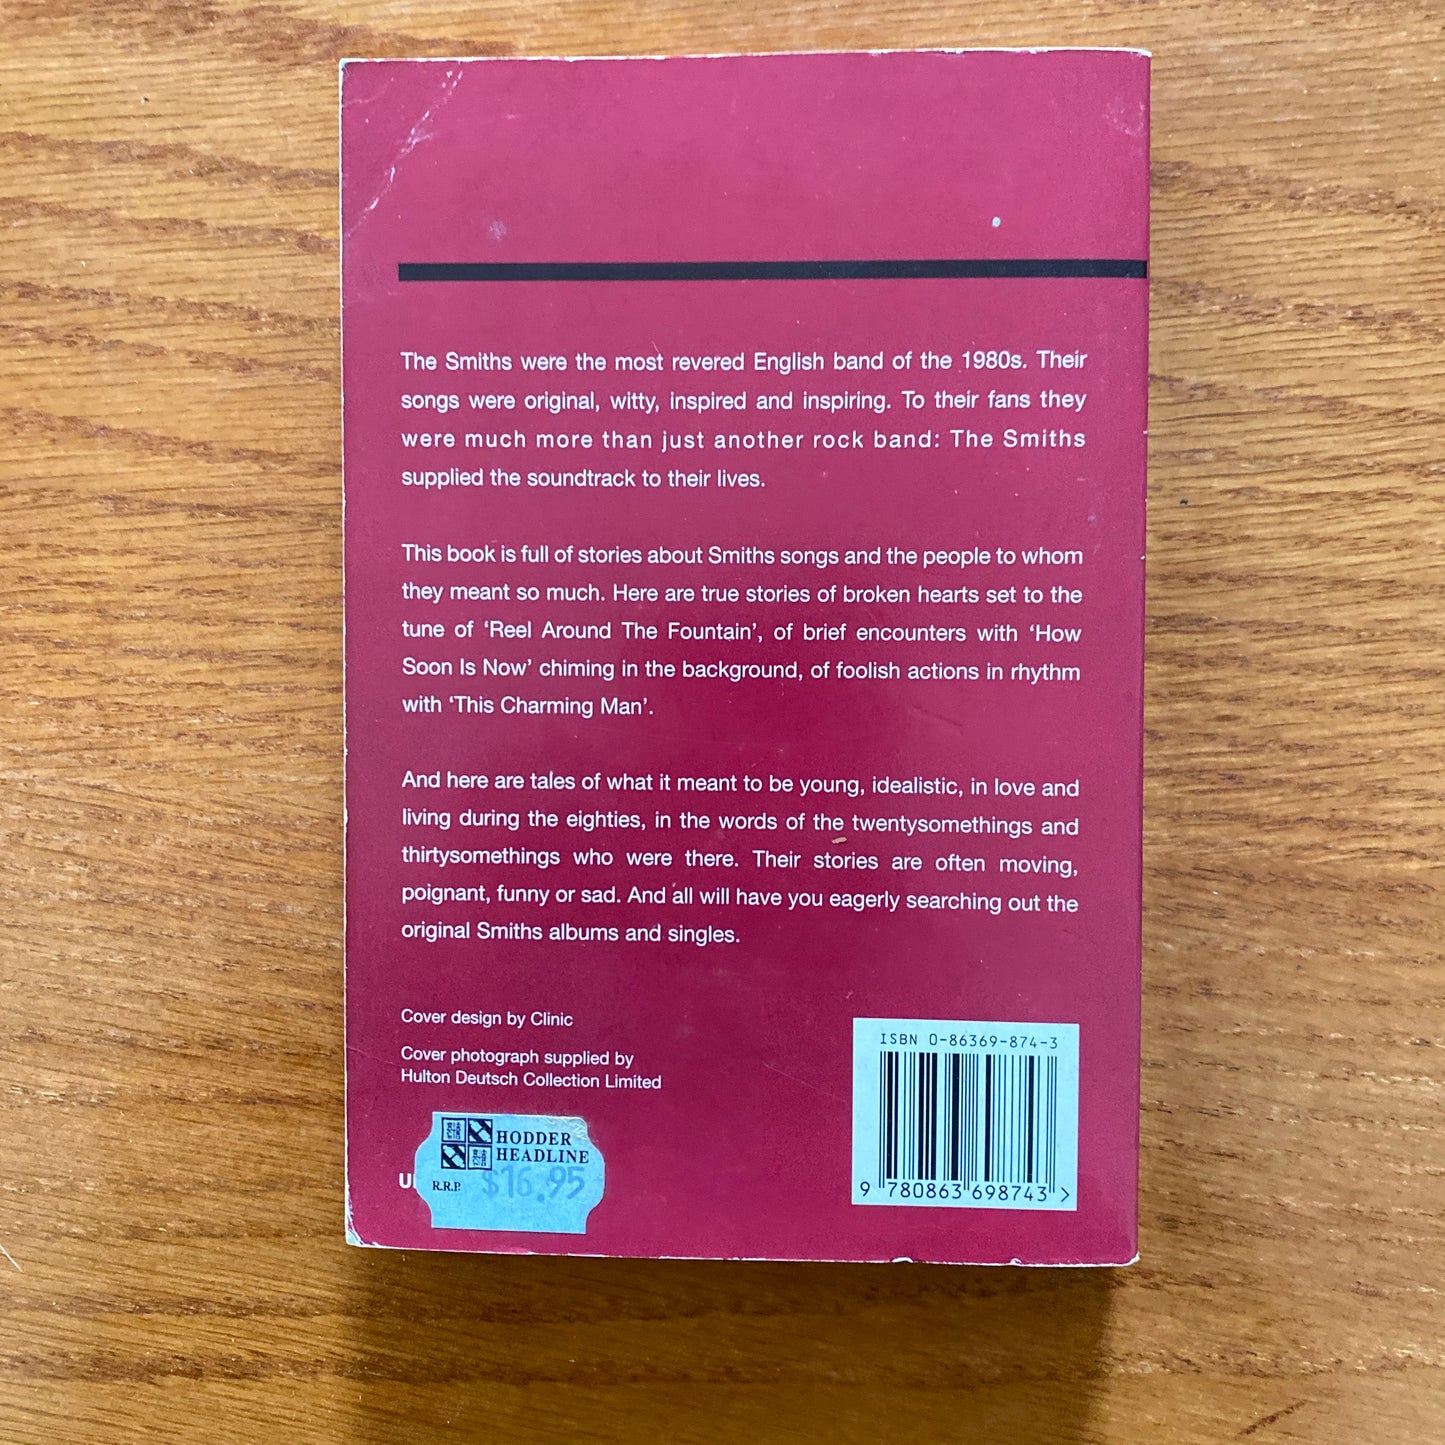 The Smiths were the most revered English band of the 1980s. Their
songs were original, witty, inspired and inspiring. To their fans they
were much more than just another rock band: The Smiths
supplied the soundtrack to their lives.
This book is full of stories about Smiths songs and the people to whom
they meant so much. Here are true stories of broken hearts set to the
tune of ‘Reel Around The Fountain’, of brief encounters with ‘How
Soon Is Now’ chiming in the background, of foolish actions in rhythm
with ‘This Charming Man’.
And here are tales of what it meant to be young, idealistic, in love and
living during the eighties, in the words of the twentysomethings and
thirtysomethings who were there. Their stories are often moving,
poignant, funny or sad. And all will have you eagerly searching out the
original Smiths albums and singles.
Cover design by Clinic
Cover photograph supplied by
Hulton Deutsch Collection Limited
ISBN 0-86369-874-3
9 780863 698743 >
HODDER
HEADLINE
R.R.P. $16.95